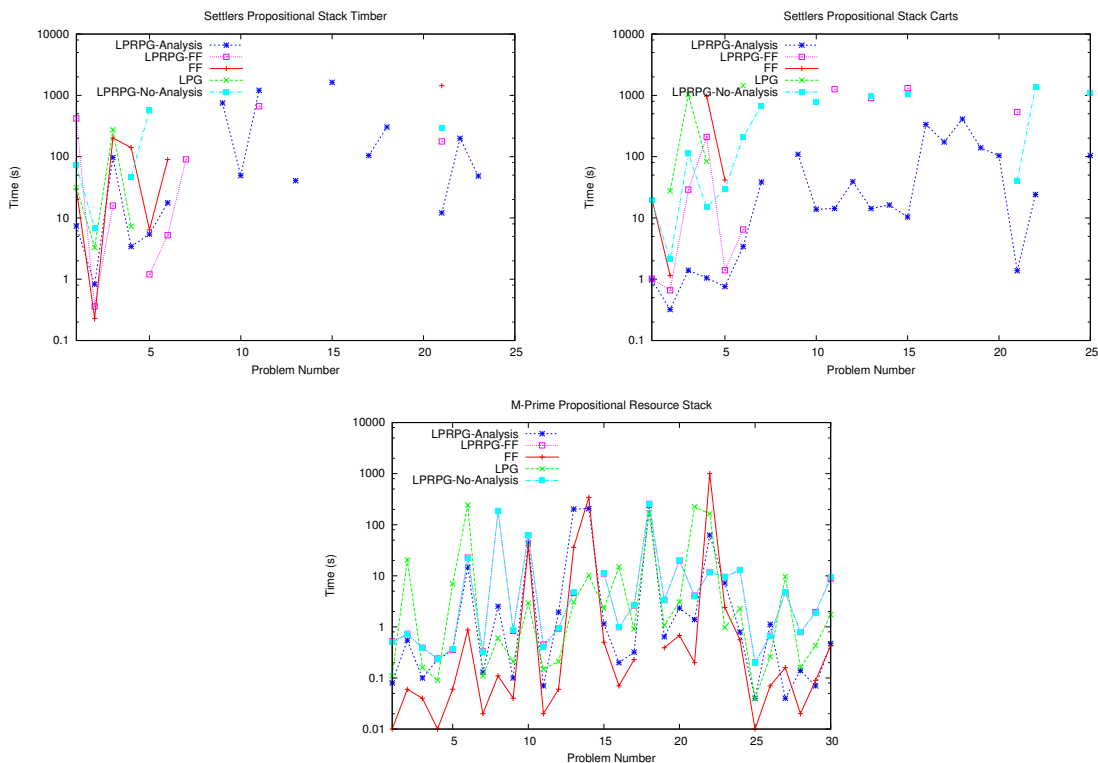 Settlers Propositional Stack Timber
10000
1000
100
10
1
0.1
Time (s)
LPRPG-Analysis
LPRPG-FF
FF
LPG
LPRPG-No-Analysis
5
10
15
20
25
Problem Number
Settlers Propositional Stack Carts
10000
1000
100
10
1
0.1
Time (s)
LPRPG-Analysis
LPRPG-FF
FF
LPG
LPRPG-No-Analysis
5
10
15
20
25
Problem Number
M-Prime Propositional Resource Stack
10000
1000
100
10
1
0.1
0.01
Time (s)
LPRPG-Analysis
LPRPG-FF
FF
LPG
LPRPG-No-Analysis
5
10
15
20
25
30
Problem Number